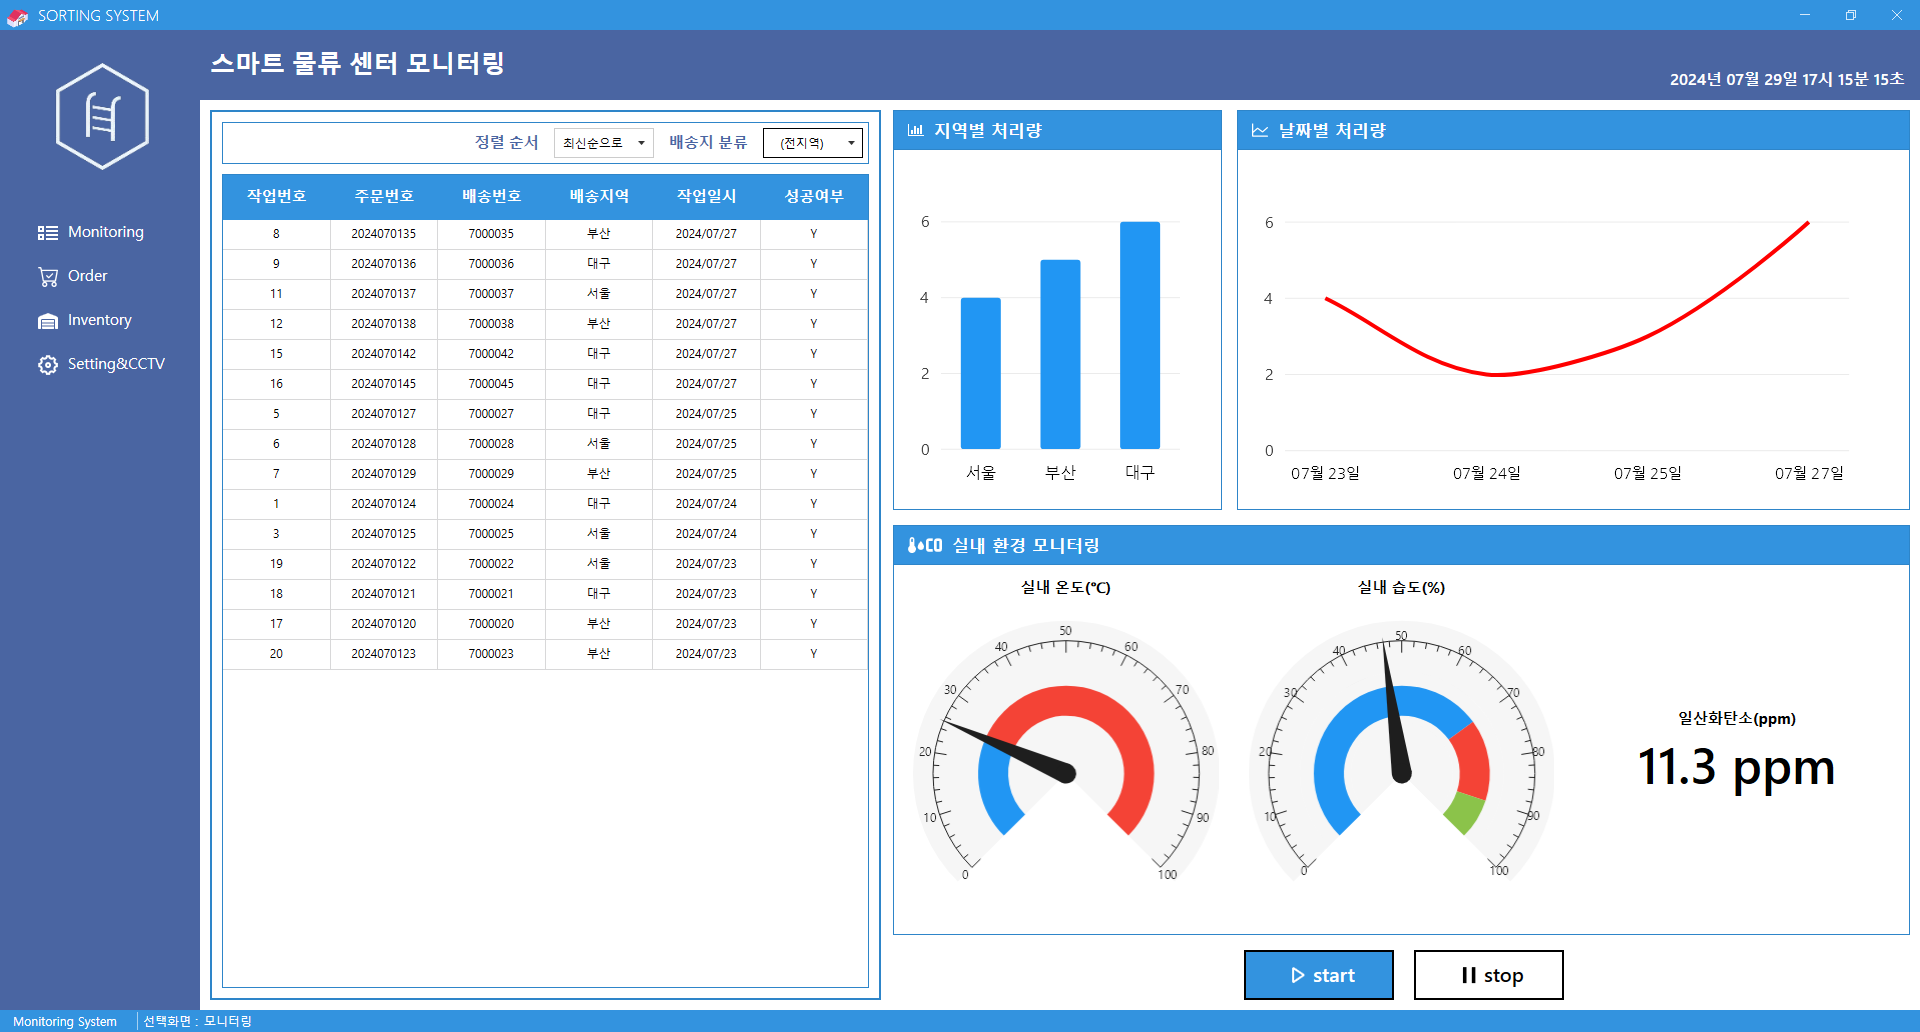 SORTING SYSTEM
스마트 물류 센터 모니터링
2024년 07월 29일 17시 15분 15초
Monitoring
Order
Inventory
Setting&CCTV
정렬 순서 최신순으로 배송지 분류 (전지역)
작업번호 주문번호 배송번호 배송지역 작업일시 성공여부
8 2024070135 7000035 부산 2024/07/27 Y
9 2024070136 7000036 대구 2024/07/27 Y
11 2024070137 7000037 서울 2024/07/27 Y
12 2024070138 7000038 부산 2024/07/27 Y
15 2024070142 7000042 대구 2024/07/27 Y
16 2024070145 7000045 대구 2024/07/27 Y
5 2024070127 7000027 대구 2024/07/25 Y
6 2024070128 7000028 서울 2024/07/25 Y
7 2024070129 7000029 부산 2024/07/25 Y
1 2024070124 7000024 대구 2024/07/24 Y
3 2024070125 7000025 서울 2024/07/24 Y
19 2024070122 7000022 서울 2024/07/23 Y
18 2024070121 7000021 대구 2024/07/23 Y
17 2024070120 7000020 부산 2024/07/23 Y
20 2024070123 7000023 부산 2024/07/23 Y
지역별 처리량
6
4
2
0
서울 부산 대구
날짜별 처리량
6
4
2
0
07월 23일 07월 24일 07월 25일 07월 27일
CO 실내 환경 모니터링
실내 온도(℃)
0 10 20 30 40 50 60 70 80 90 100
실내 습도(%)
0 10 20 30 40 50 60 70 80 90 100
일산화탄소(ppm)
11.3 ppm
start
stop
Monitoring System 선택화면 : 모니터링